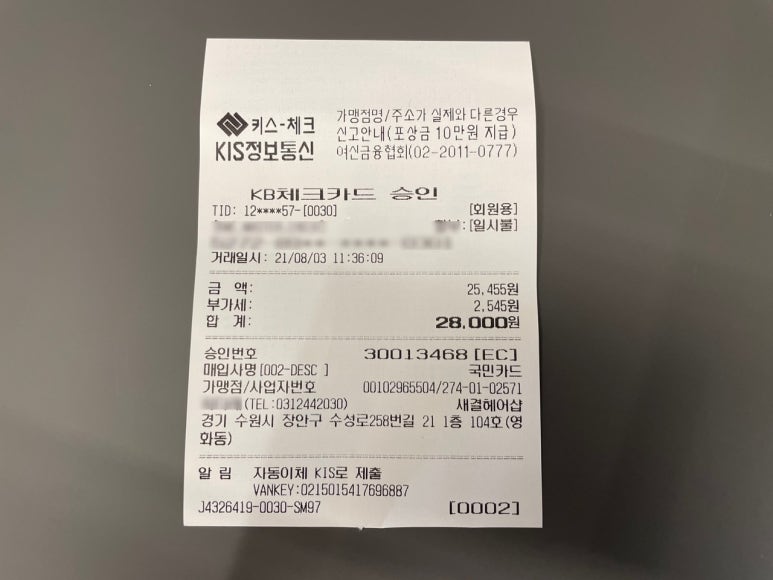 키스-체크
KIS정보통신
가맹점명/주소가 실제와 다른경우
신고안내(포상금 10만원 지급)
여신금융협회(02-2011-0777)
KB체크카드 승인
TID: 12****57-[0030] [회원용]
:[일시불]
거래일시: 21/08/03 11:36:09
금 액: 25,455원
부가세: 2,545원
합 계: 28,000원
승인번호 30013468[EC]
매입사명[002-DESC ] 국민카드
가맹점/사업자번호 00102965504/274-01-02571
(TEL:0312442030) 새결헤어샵
경기 수원시 장안구 수성로258번길 21 1층 104호(영
화동)
알 림 자동이체 KIS로 제출
VANKEY:0215015417696887
J4326419-0030-SM97 [0002]